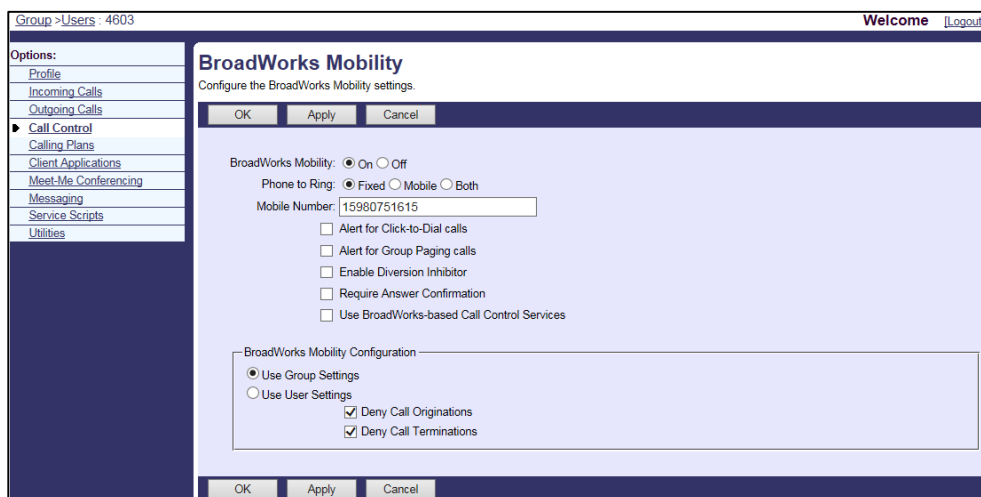 Group >Users : 4603
Welcome [Logout
Options:
Profile
Incoming Calls
Outgoing Calls
Call Control
Calling Plans
Client Applications
Meet-Me Conferencing
Messaging
Service Scripts
Utilities
BroadWorks Mobility
Configure the BroadWorks Mobility settings.
OK Apply Cancel
BroadWorks Mobility: On Off
Phone to Ring: Fixed Mobile Both
Mobile Number: 15980751615
Alert for Click-to-Dial calls
Alert for Group Paging calls
Enable Diversion Inhibitor
Require Answer Confirmation
Use BroadWorks-based Call Control Services
BroadWorks Mobility Configuration
Use Group Settings
Use User Settings
Deny Call Originations
Deny Call Terminations
OK Apply Cancel